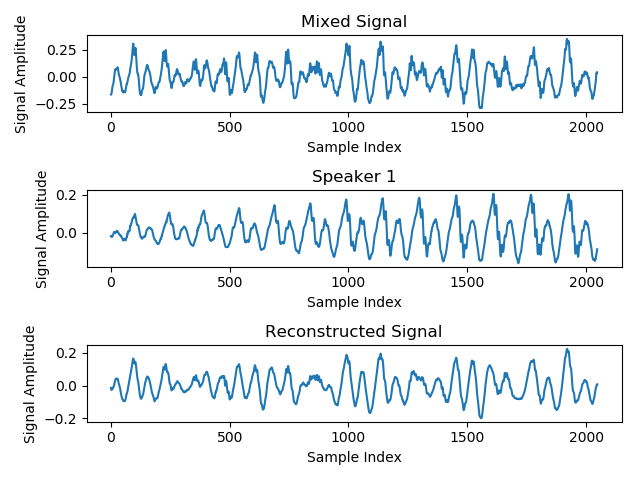 Mixed Signal
Signal Amplitude
0.25
0.00
−0.25
0 500 1000 1500 2000
Sample Index
Speaker 1
Signal Amplitude
0.2
0.0
0 500 1000 1500 2000
Sample Index
Reconstructed Signal
Signal Amplitude
0.2
0.0
−0.2
0 500 1000 1500 2000
Sample Index